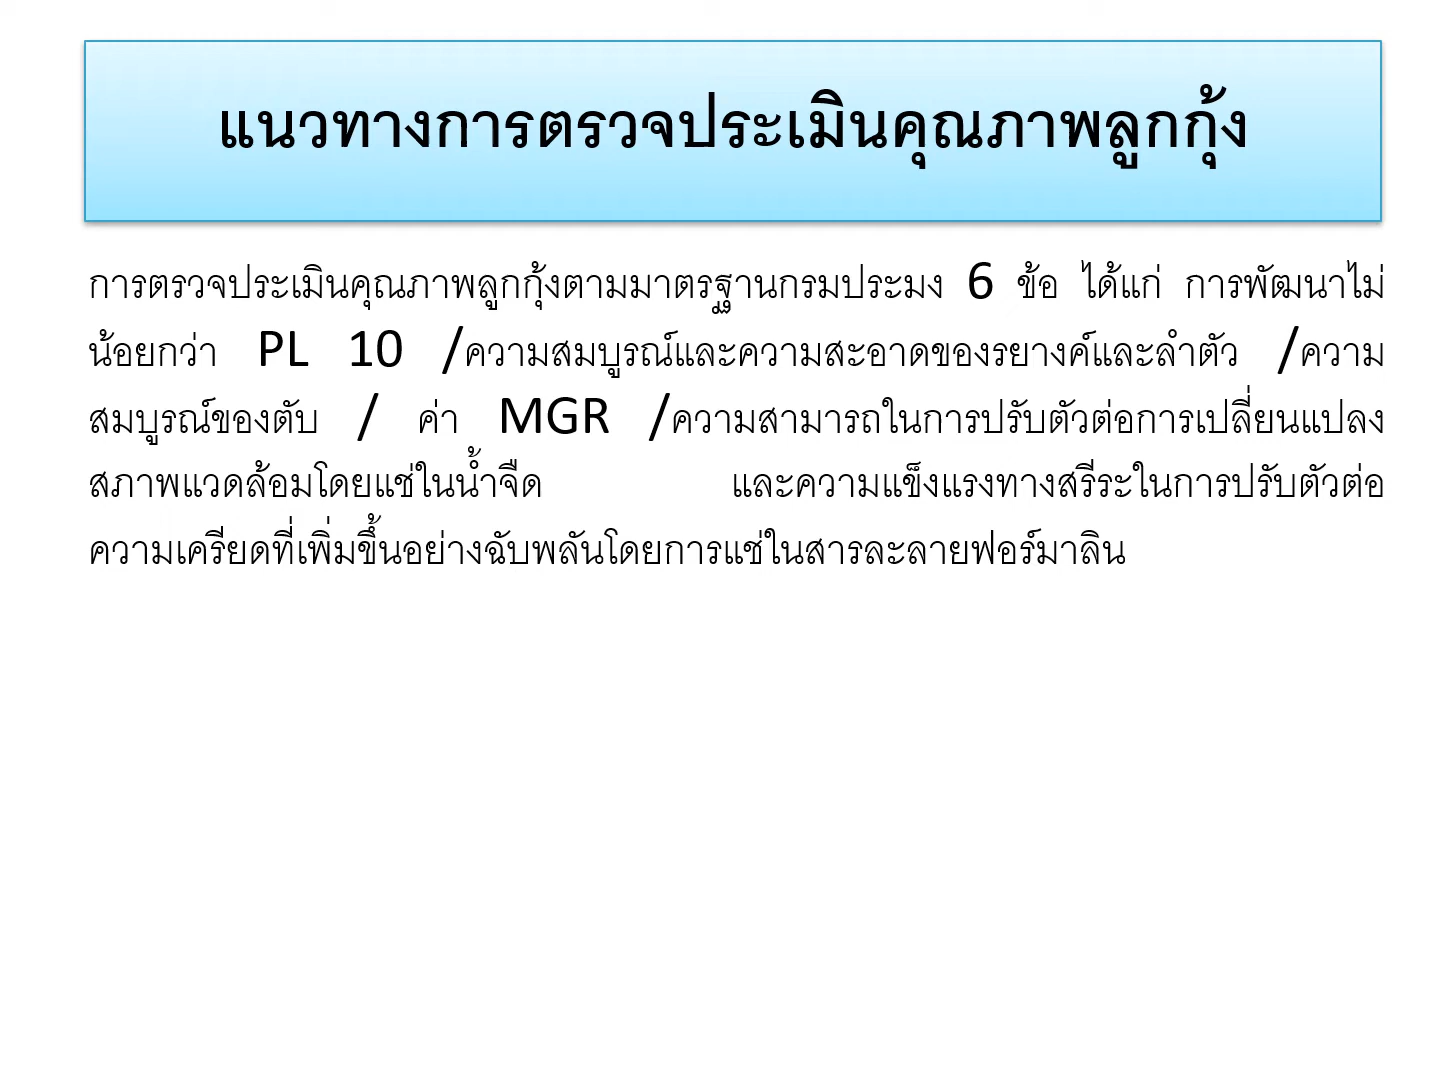 แนวทางการตรวจประเมินคุณภาพลูกกุ้ง
การตรวจประเมินคุณภาพลูกกุ้งตามมาตรฐานกรมประมง 6 ข้อ ได้แก่ การพัฒนาไม่
น้อยกว่า PL 10 /ความสมบูรณ์และความสะอาดของรยางค์และลำตัว /ความ
สมบูรณ์ของตับ / ค่า MGR /ความสามารถในการปรับตัวต่อการเปลี่ยนแปลง
สภาพแวดล้อมโดยแช่ในน้ำจืด และความแข็งแรงทางสรีระในการปรับตัวต่อ
ความเครียดที่เพิ่มขึ้นอย่างฉับพลันโดยการแช่ในสารละลายฟอร์มาลิน